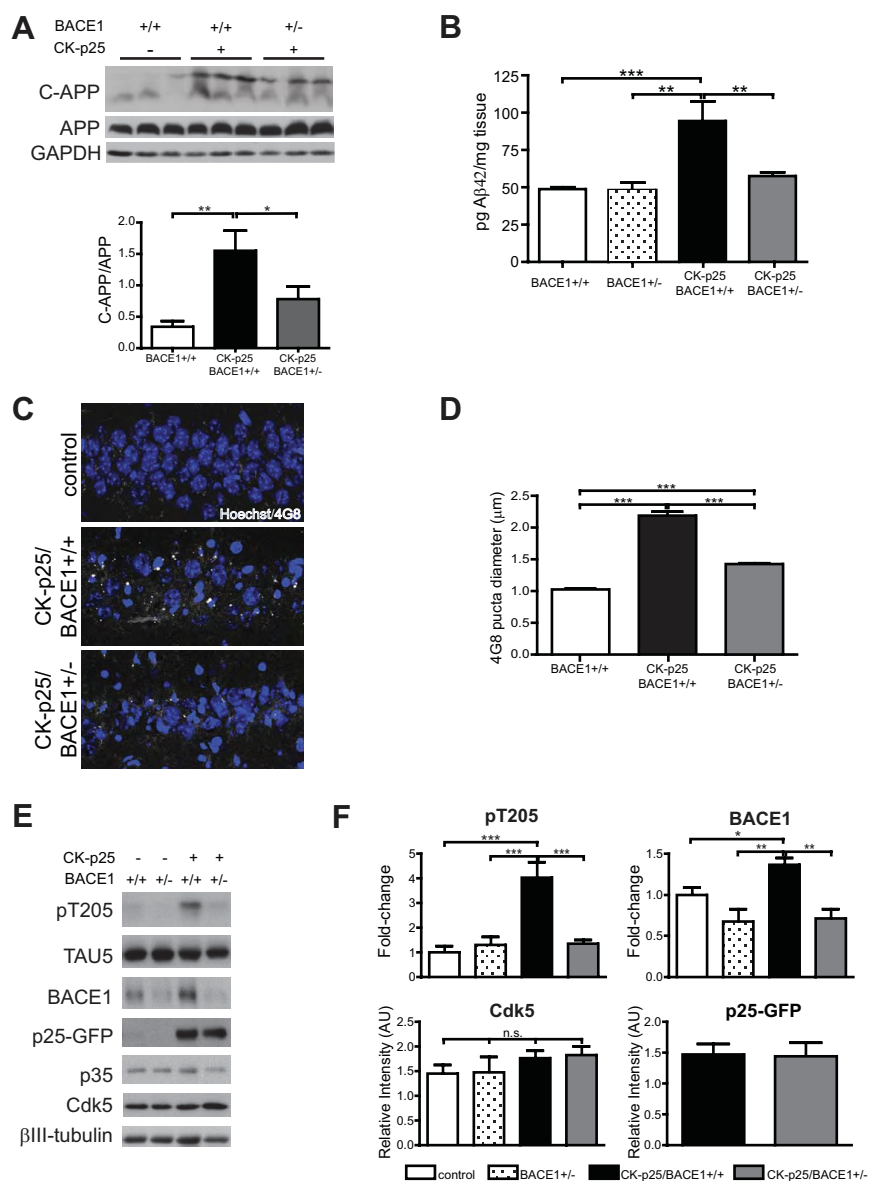 A
BACE1 +/+ +/+ +/-
CK-p25 - + +
C-APP
APP
GAPDH
** *
C-APP/APP
2.0
1.5
1.0
0.5
0.0
BACE1+/+ CK-p25 BACE1+/+ CK-p25 BACE1+/-
B
***
** **
pg Aβ42/mg tissue
125
100
75
50
25
0
BACE1+/+ BACE1+/- CK-p25 BACE1+/+ CK-p25 BACE1+/-
C
control
Hoechst/4G8
CK-p25/
BACE1+/+
CK-p25/
BACE1+/-
D
***
*** ***
4G8 pucta diameter (μm)
2.5
2.0
1.5
1.0
0.5
0.0
BACE1+/+ CK-p25 BACE1+/+ CK-p25 BACE1+/-
E
CK-p25 - - + +
BACE1 +/+ +/- +/+ +/-
pT205
TAU5
BACE1
p25-GFP
p35
Cdk5
βIII-tubulin
F
pT205
***
*** ***
Fold-change
5
4
2
1
0
BACE1
*
** **
Fold-change
1.5
1.0
0.5
0.0
Cdk5
n.s.
Relative Intensity (AU)
2.5
2.0
1.5
1.0
0.5
0.0
p25-GFP
Relative Intensity (AU)
2.0
1.5
1.0
0.5
0.0
control BACE1+/- CK-p25/BACE1+/+ CK-p25/BACE1+/-